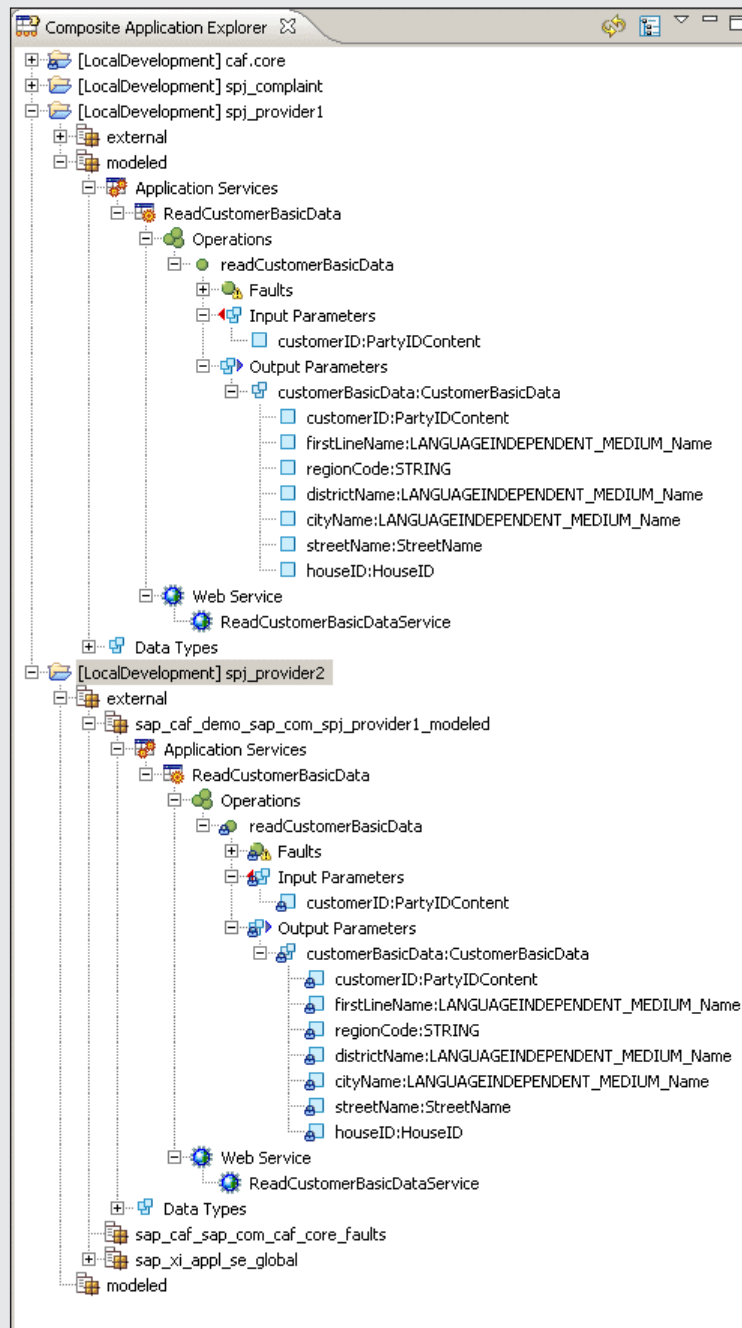 Composite Application Explorer
[LocalDevelopment] caf.core
[LocalDevelopment] spj_complaint
[LocalDevelopment] spj_provider1
external
modeled
Application Services
ReadCustomerBasicData
Operations
readCustomerBasicData
Faults
Input Parameters
customerID:PartyIDContent
Output Parameters
customerBasicData:CustomerBasicData
customerID:PartyIDContent
firstLineName:LANGUAGEINDEPENDENT_MEDIUM_Name
regionCode:STRING
districtName:LANGUAGEINDEPENDENT_MEDIUM_Name
cityName:LANGUAGEINDEPENDENT_MEDIUM_Name
streetName:StreetName
houseID:HouseID
Web Service
ReadCustomerBasicDataService
Data Types
[LocalDevelopment] spj_provider2
external
sap_caf_demo_sap_com_spj_provider1_modeled
Application Services
ReadCustomerBasicData
Operations
readCustomerBasicData
Faults
Input Parameters
customerID:PartyIDContent
Output Parameters
customerBasicData:CustomerBasicData
customerID:PartyIDContent
firstLineName:LANGUAGEINDEPENDENT_MEDIUM_Name
regionCode:STRING
districtName:LANGUAGEINDEPENDENT_MEDIUM_Name
cityName:LANGUAGEINDEPENDENT_MEDIUM_Name
streetName:StreetName
houseID:HouseID
Web Service
ReadCustomerBasicDataService
Data Types
sap_caf_sap_com_caf_core_faults
sap_xi_appl_se_global
modeled